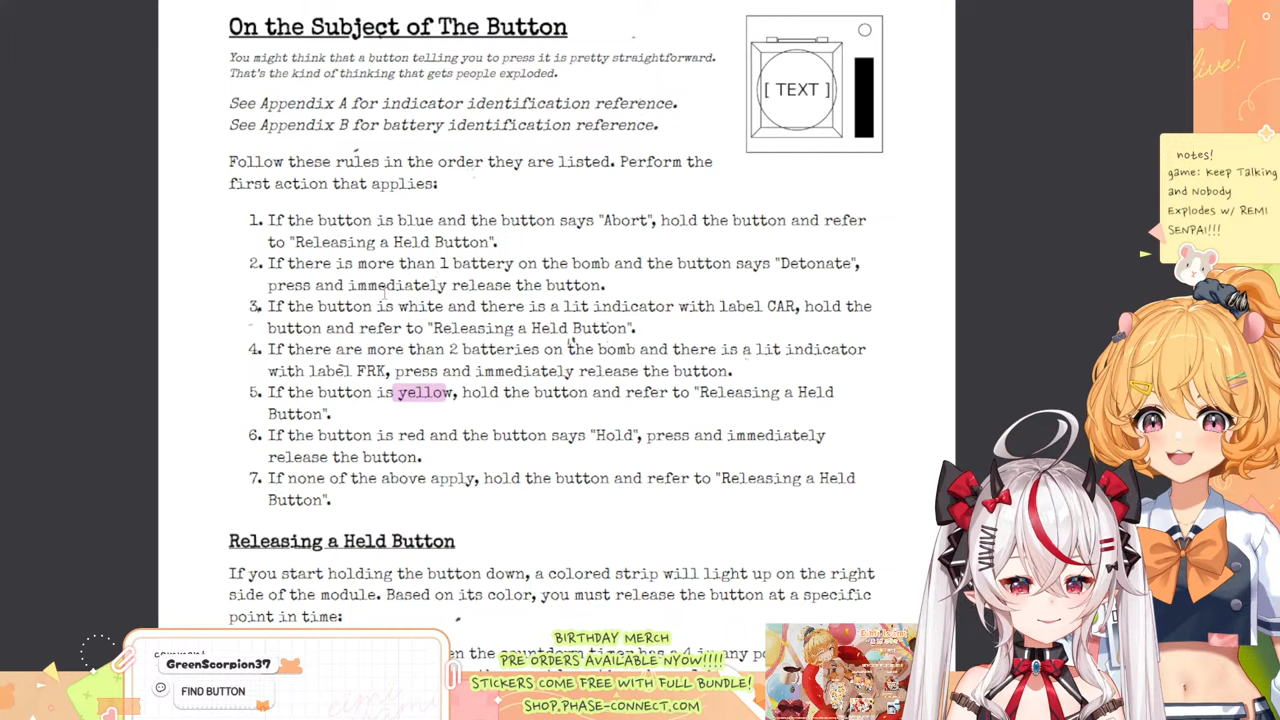 On the Subject of The Button
You might think that a button telling you to press it is pretty straightforward.
That's the kind of thinking that gets people exploded.
See Appendix A for indicator identification reference.
See Appendix B for battery identification reference.
[ TEXT ]
Follow these rules in the order they are listed. Perform the
first action that applies:
1. If the button is blue and the button says "Abort", hold the button and refer
to "Releasing a Held Button".
2. If there is more than 1 battery on the bomb and the button says "Detonate",
press and immediately release the button.
3. If the button is white and there is a lit indicator with label CAR, hold the
button and refer to "Releasing a Held Button".
4. If there are more than 2 batteries on the bomb and there is a lit indicator
with label FRK, press and immediately release the button.
5. If the button is yellow, hold the button and refer to "Releasing a Held
Button".
6. If the button is red and the button says "Hold", press and immediately
release the button.
7. If none of the above apply, hold the button and refer to "Releasing a Held
Button".
Releasing a Held Button
If you start holding the button down, a colored strip will light up on the right
side of the module. Based on its color, you must release the button at a specific
point in time:
the countdown timer has a 4 in any
live!
notes!
game: Keep Talking
and Nobody
Explodes w/ REMI
SENPAI!!!
GreenScorpion37
FIND BUTTON
BIRTHDAY MERCH
PRE ORDERS AVAILABLE NYOW!!!!
STICKERS COME FREE WITH FULL BUNDLE!
SHOP.PHASE-CONNECT.COM